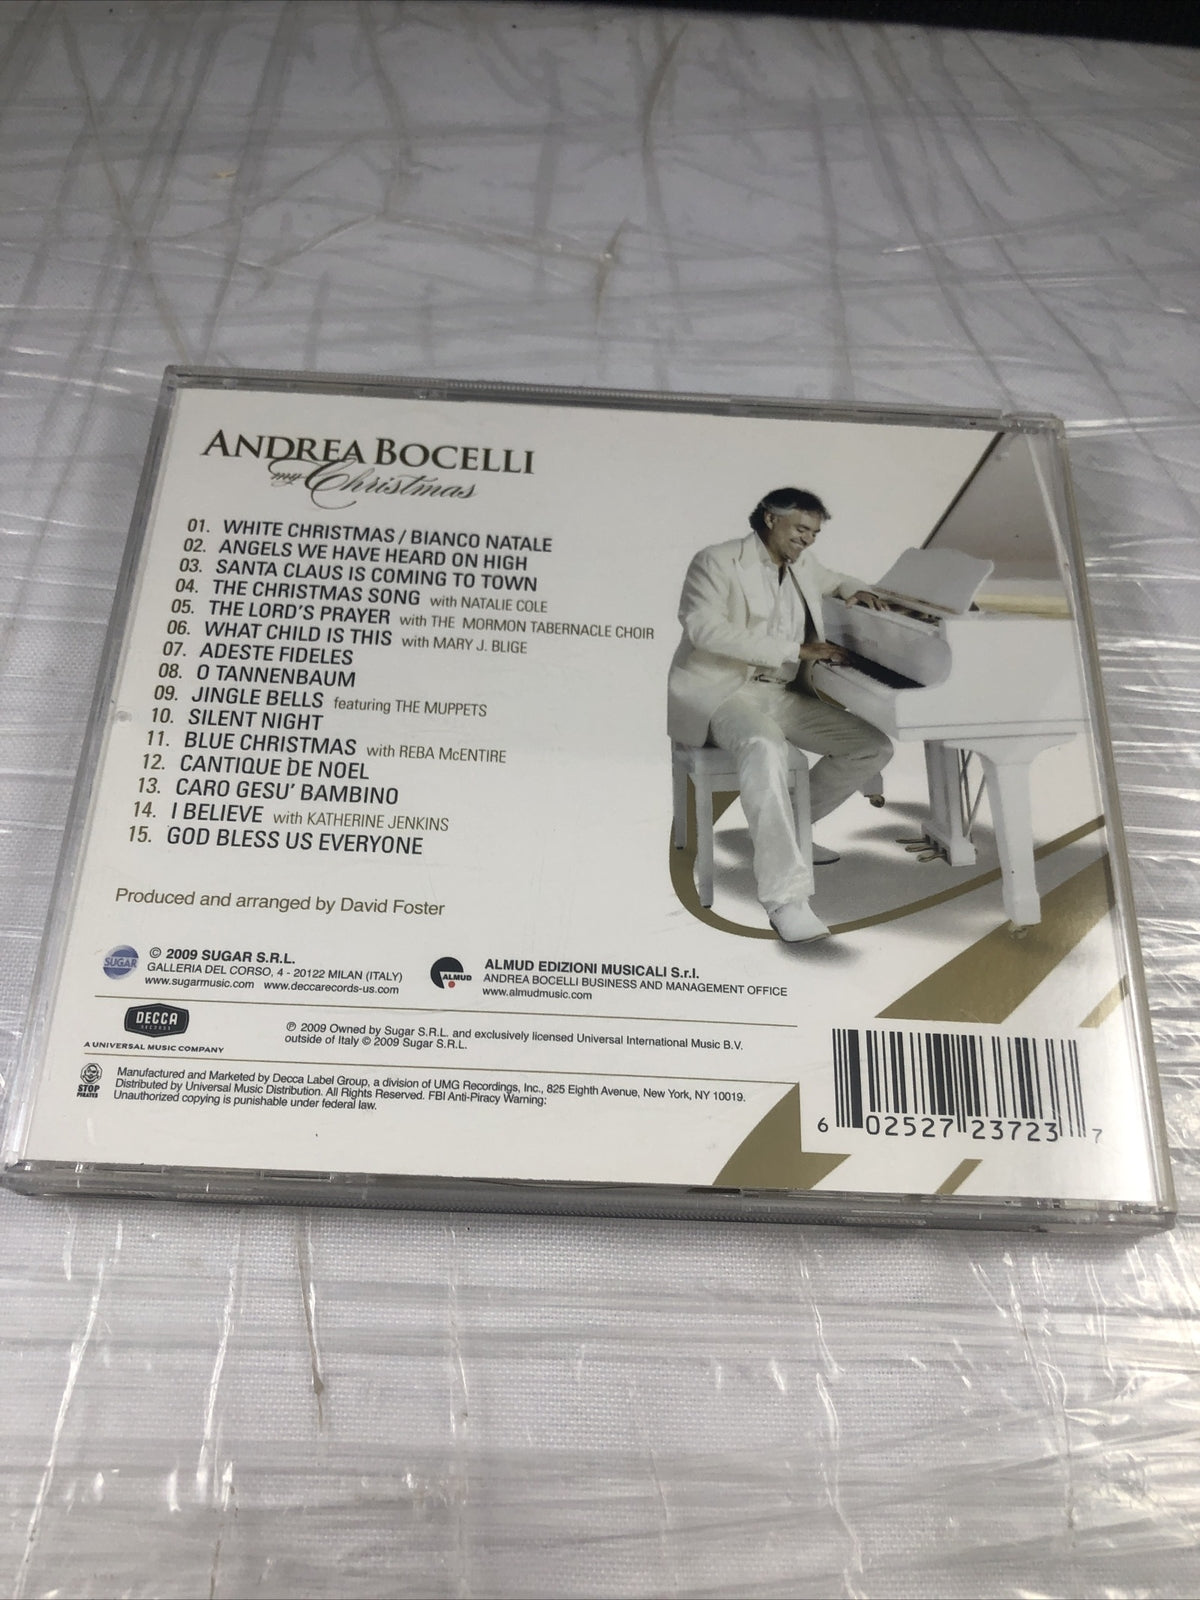 ANDREA BOCELLI
my Christmas
01. WHITE CHRISTMAS / BIANCO NATALE
02. ANGELS WE HAVE HEARD ON HIGH
03. SANTA CLAUS IS COMING TO TOWN
04. THE CHRISTMAS SONG with NATALIE COLE
05. THE LORD'S PRAYER with THE MORMON TABERNACLE CHOIR
06. WHAT CHILD IS THIS with MARY J. BLIGE
07. ADESTE FIDELES
08. O TANNENBAUM
09. JINGLE BELLS featuring THE MUPPETS
10. SILENT NIGHT
11. BLUE CHRISTMAS with REBA McENTIRE
12. CANTIQUE DE NOEL
13. CARO GESU' BAMBINO
14. I BELIEVE with KATHERINE JENKINS
15. GOD BLESS US EVERYONE
Produced and arranged by David Foster
SUGAR
© 2009 SUGAR S.R.L.
GALLERIA DEL CORSO, 4 - 20122 MILAN (ITALY)
www.sugarmusic.com www.deccarecords-us.com
ALMUD
ALMUD EDIZIONI MUSICALI S.r.l.
ANDREA BOCELLI BUSINESS AND MANAGEMENT OFFICE
www.almudmusic.com
DECCA
RECORDS
A UNIVERSAL MUSIC COMPANY
℗ 2009 Owned by Sugar S.R.L. and exclusively licensed Universal International Music B.V.
outside of Italy © 2009 Sugar S.R.L.
STOP
PIRATES
Manufactured and Marketed by Decca Label Group, a division of UMG Recordings, Inc., 825 Eighth Avenue, New York, NY 10019.
Distributed by Universal Music Distribution. All Rights Reserved. FBI Anti-Piracy Warning:
Unauthorized copying is punishable under federal law.
6 02527 23723 7